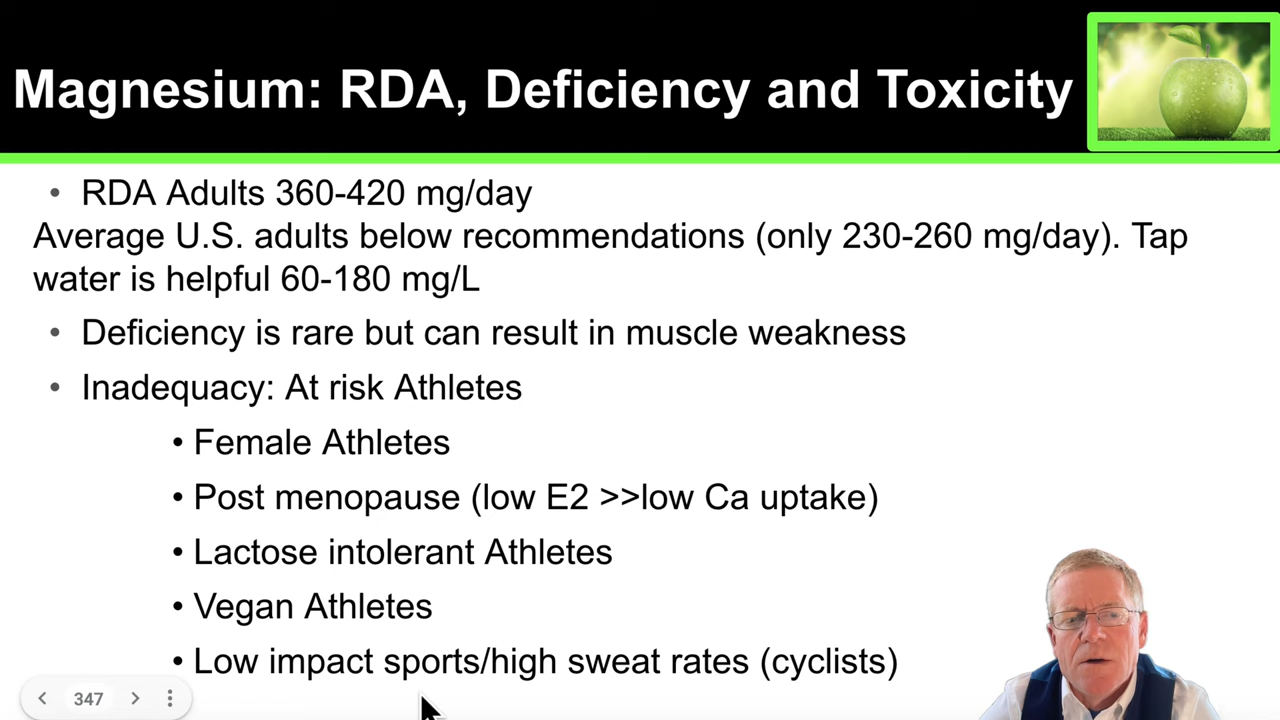 Magnesium: RDA, Deficiency and Toxicity
• RDA Adults 360-420 mg/day
Average U.S. adults below recommendations (only 230-260 mg/day). Tap
water is helpful 60-180 mg/L
• Deficiency is rare but can result in muscle weakness
• Inadequacy: At risk Athletes
• Female Athletes
• Post menopause (low E2 >>low Ca uptake)
• Lactose intolerant Athletes
• Vegan Athletes
• Low impact sports/high sweat rates (cyclists)
347